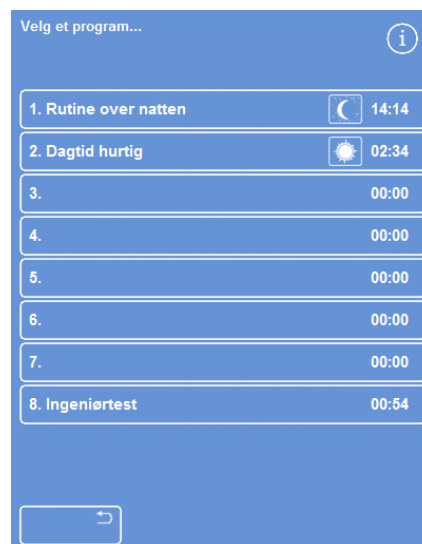 Velg et program...
i
1. Rutine over natten 14:14
2. Dagtid hurtig 02:34
3. 00:00
4. 00:00
5. 00:00
6. 00:00
7. 00:00
8. Ingeniørtest 00:54